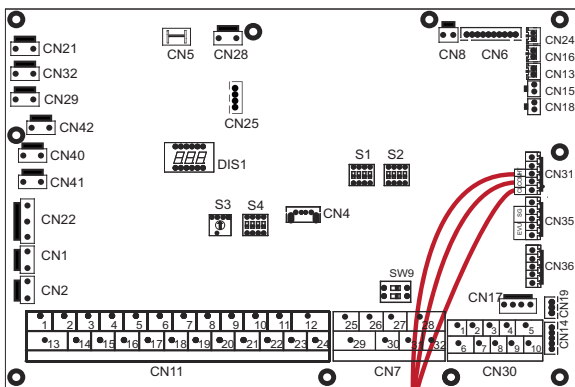 CN21
CN32
CN29
CN42
CN40
CN41
CN22
CN1
CN2
CN5
CN28
CN25
DIS1
S1 S2
S3 S4
CN4
SW9
CN8 CN6
CN24
CN16
CN13
CN15
CN18
CN31
CN35
EVU SG
CN36
CN17
CN19
CN14
1 2 3 4 5 6 7 8 9 10 11 12
13 14 15 16 17 18 19 20 21 22 23 24
CN11
25 26 27 28
29 30 31 32
CN7
1 2 3 4 5
6 7 8 9 10
CN30